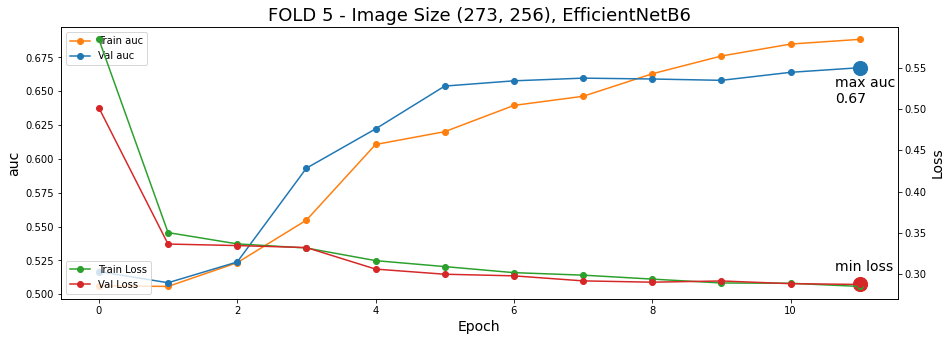 FOLD 5 - Image Size (273, 256), EfficientNetB6
Train auc
Val auc
Train Loss
Val Loss
auc
0.675
0.650
0.625
0.600
0.575
0.550
0.525
0.500
max auc
0.67
min loss
0.55
0.50
0.45
0.40
0.35
0.30
Loss
0 2 4 6 8 10
Epoch